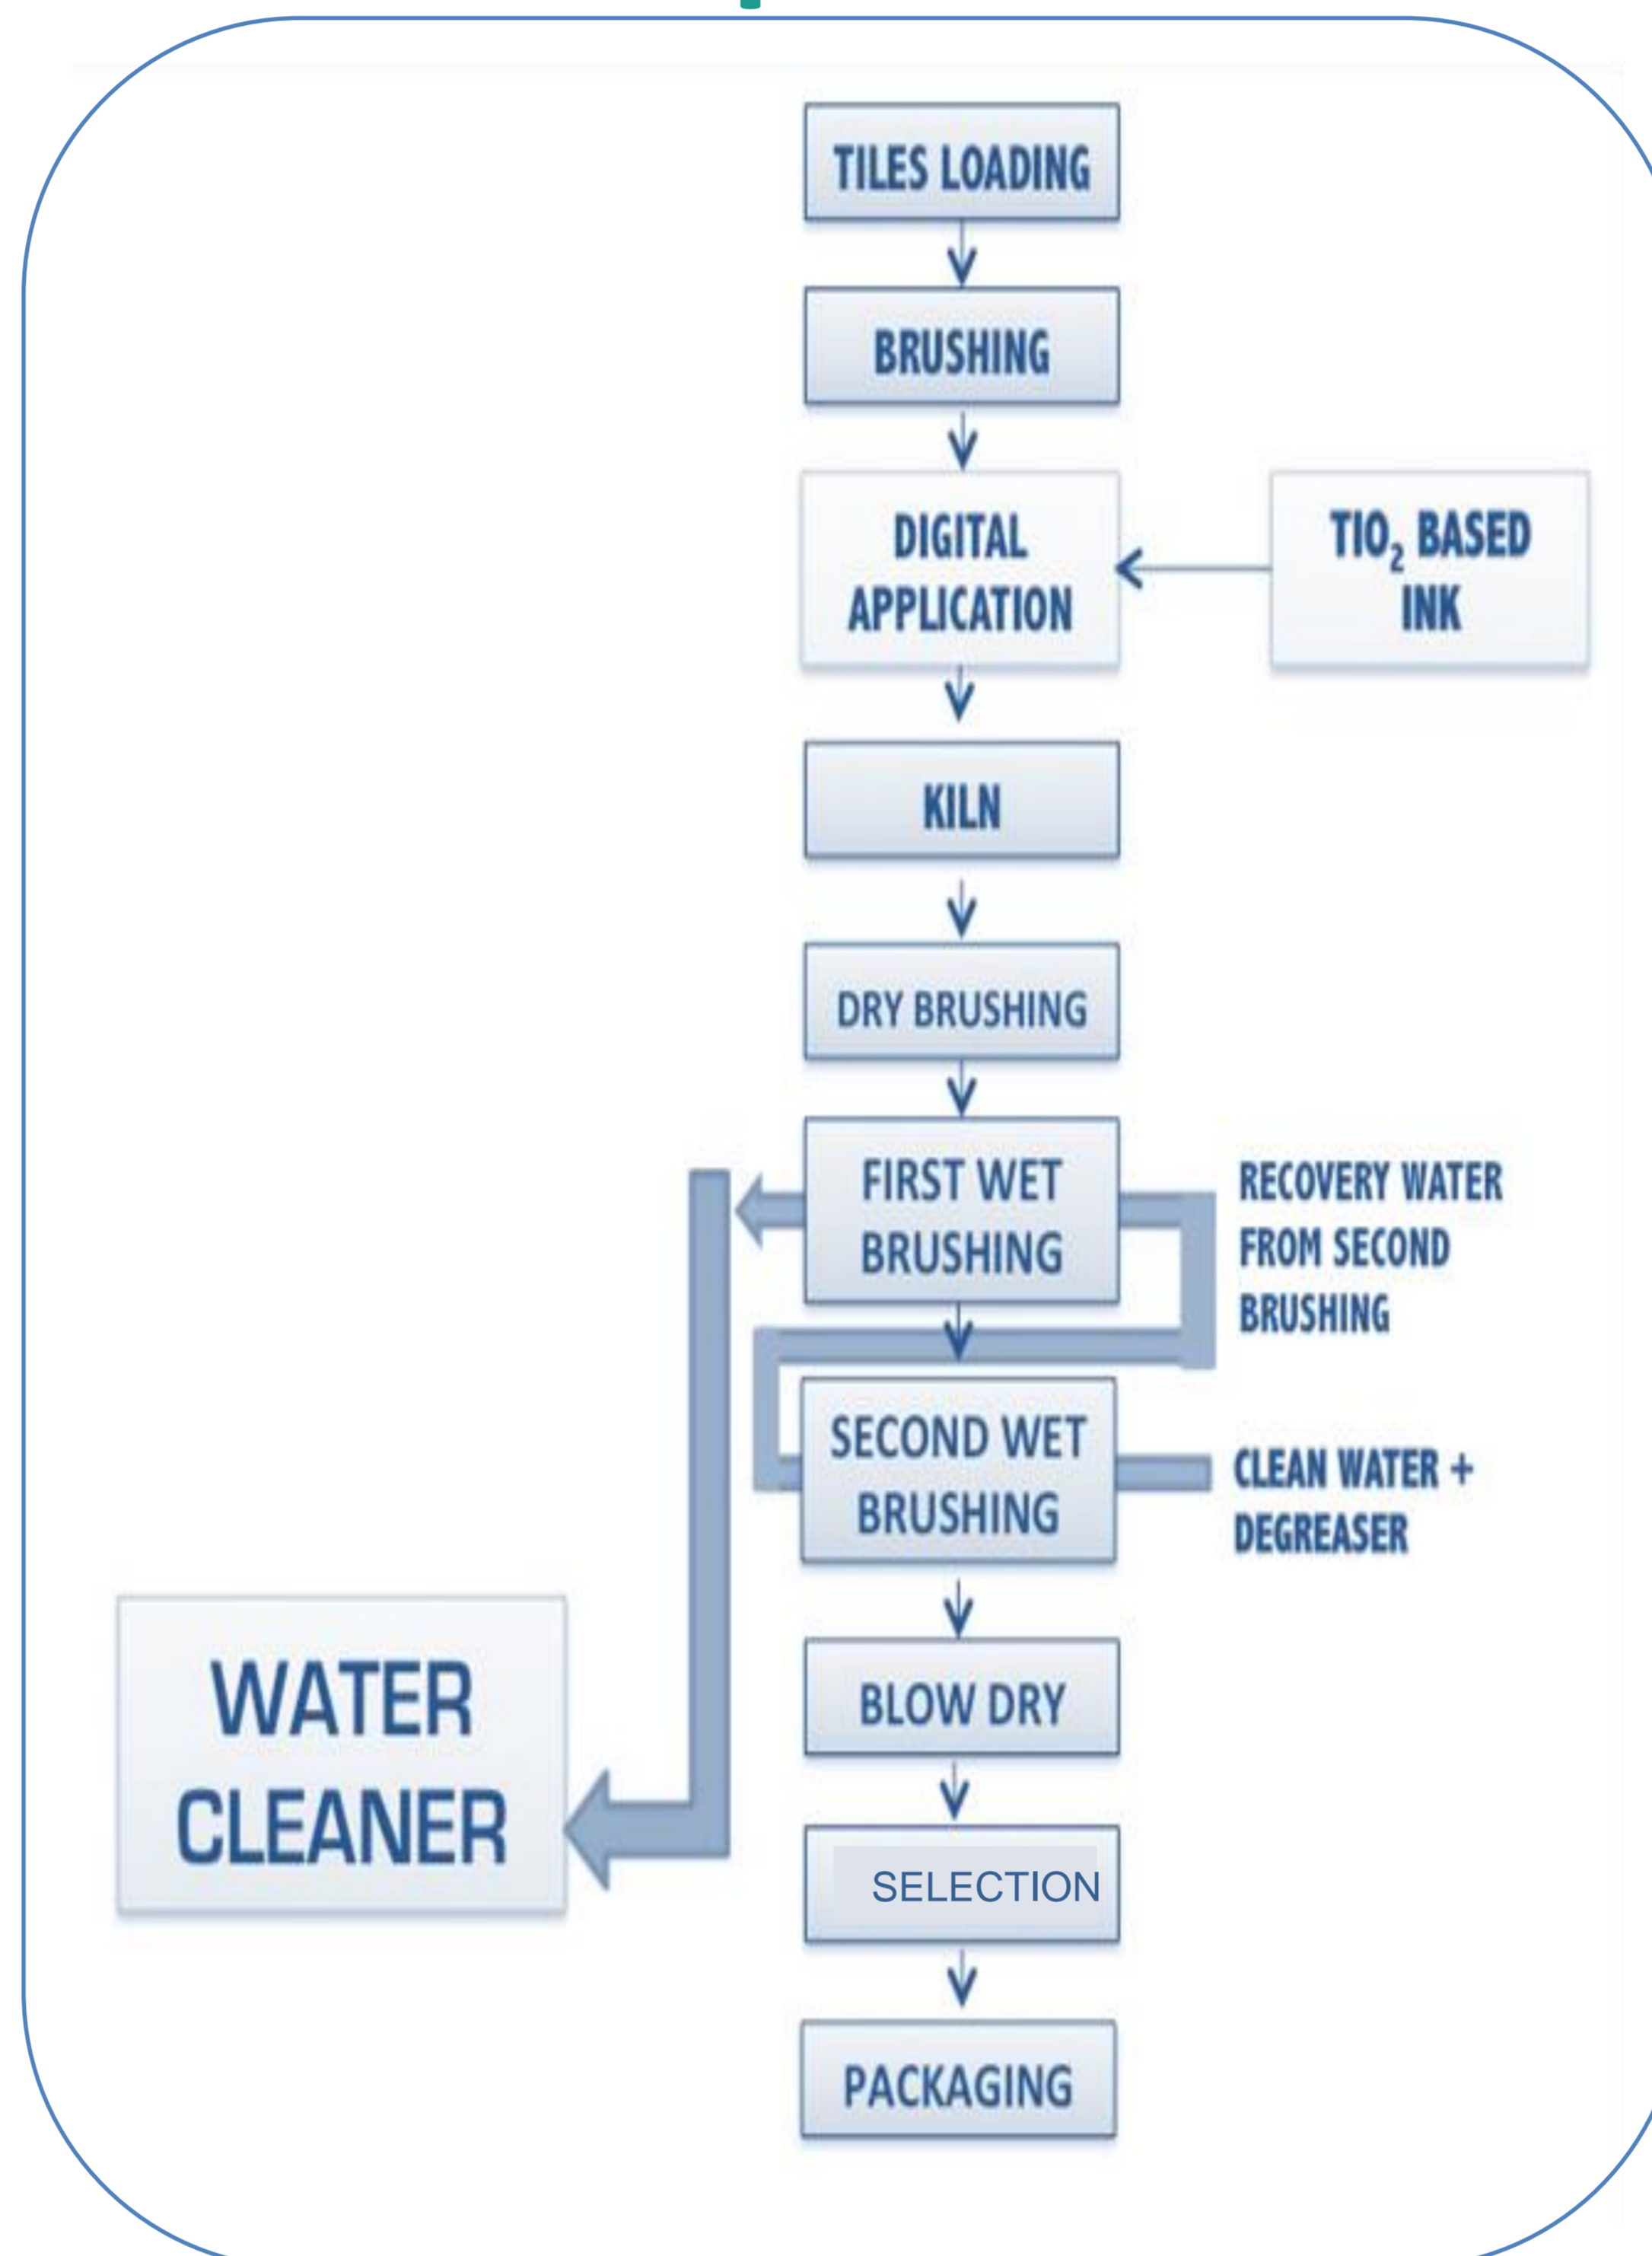 TILES LOADING
BRUSHING
DIGITAL
APPLICATION
TIO₂ BASED
INK
KILN
DRY BRUSHING
FIRST WET
BRUSHING
RECOVERY WATER
FROM SECOND
BRUSHING
SECOND WET
BRUSHING
CLEAN WATER +
DEGREASER
WATER
CLEANER
BLOW DRY
SELECTION
PACKAGING